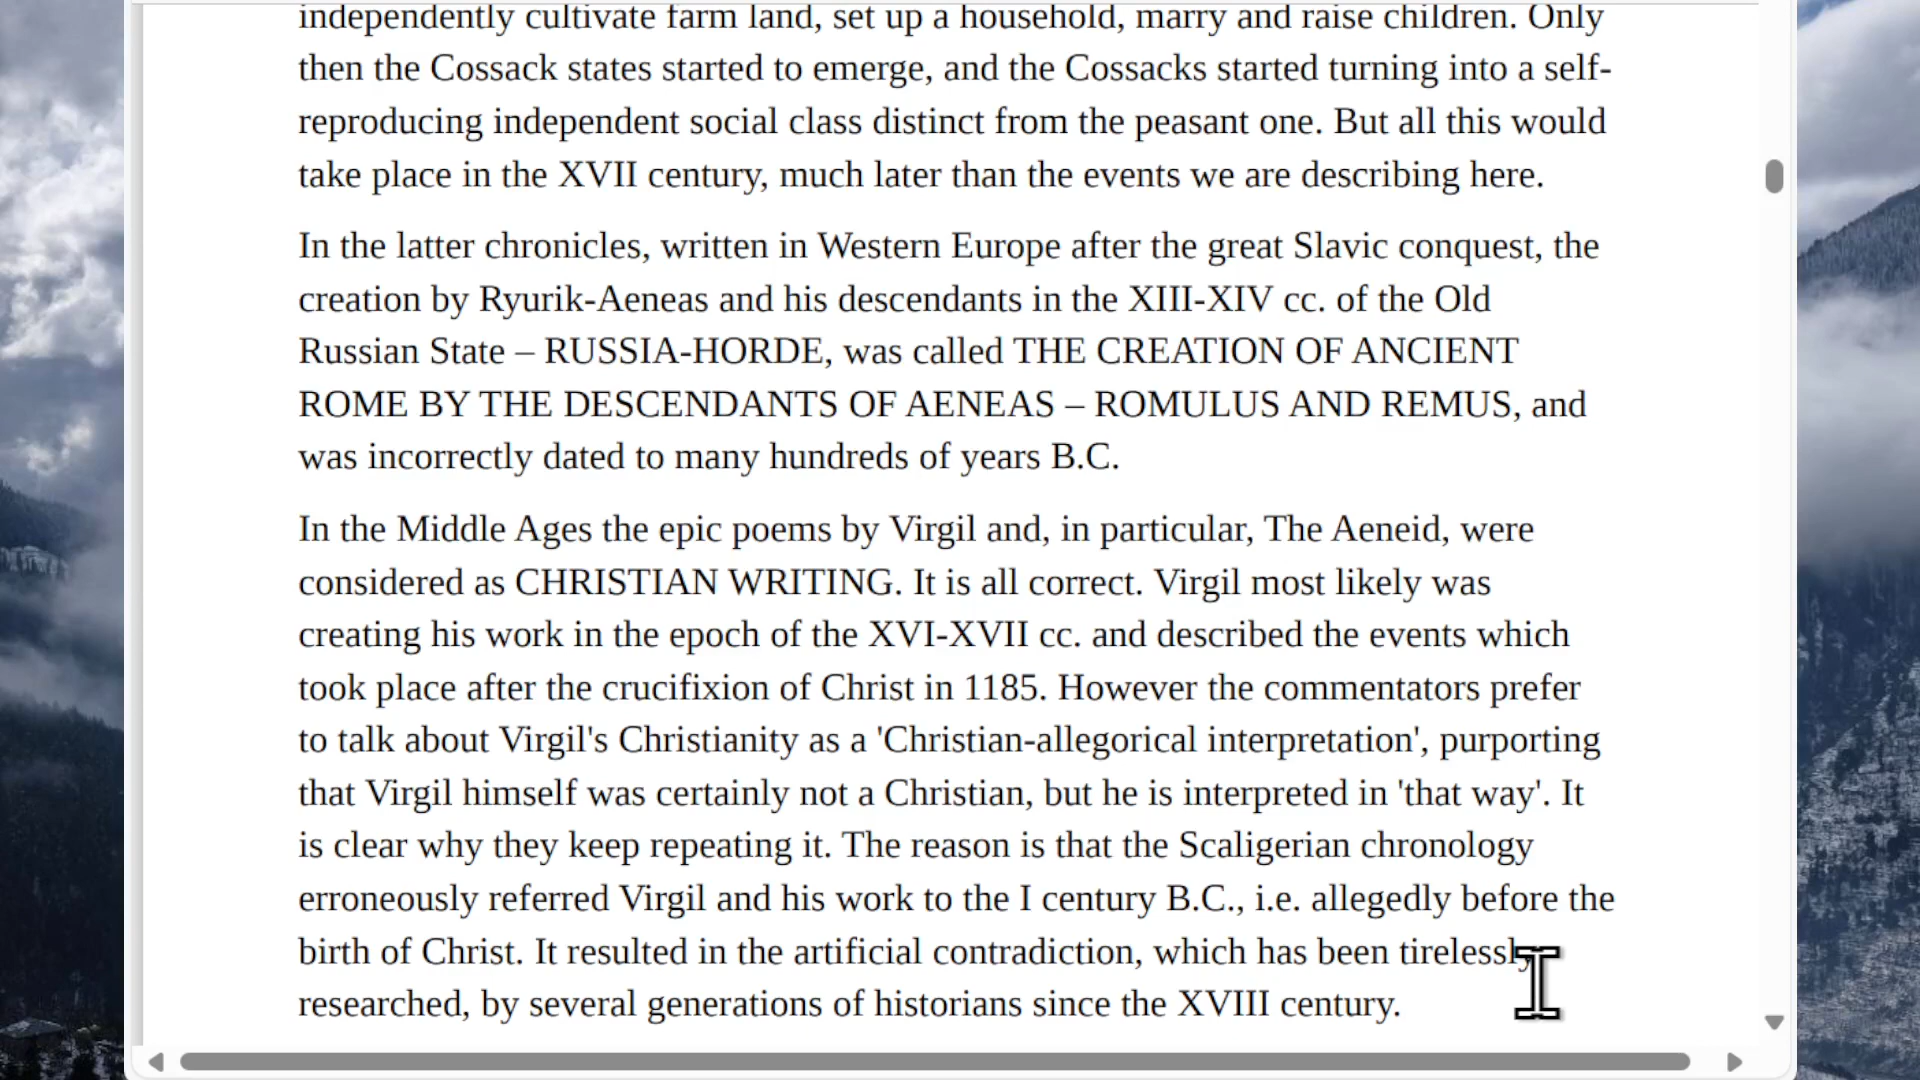 independently cultivate farm land, set up a household, marry and raise children. Only
then the Cossack states started to emerge, and the Cossacks started turning into a self-
reproducing independent social class distinct from the peasant one. But all this would
take place in the XVII century, much later than the events we are describing here.
In the latter chronicles, written in Western Europe after the great Slavic conquest, the
creation by Ryurik-Aeneas and his descendants in the XIII-XIV cc. of the Old
Russian State – RUSSIA-HORDE, was called THE CREATION OF ANCIENT
ROME BY THE DESCENDANTS OF AENEAS – ROMULUS AND REMUS, and
was incorrectly dated to many hundreds of years B.C.
In the Middle Ages the epic poems by Virgil and, in particular, The Aeneid, were
considered as CHRISTIAN WRITING. It is all correct. Virgil most likely was
creating his work in the epoch of the XVI-XVII cc. and described the events which
took place after the crucifixion of Christ in 1185. However the commentators prefer
to talk about Virgil's Christianity as a 'Christian-allegorical interpretation', purporting
that Virgil himself was certainly not a Christian, but he is interpreted in 'that way'. It
is clear why they keep repeating it. The reason is that the Scaligerian chronology
erroneously referred Virgil and his work to the I century B.C., i.e. allegedly before the
birth of Christ. It resulted in the artificial contradiction, which has been tirelessly
researched, by several generations of historians since the XVIII century.